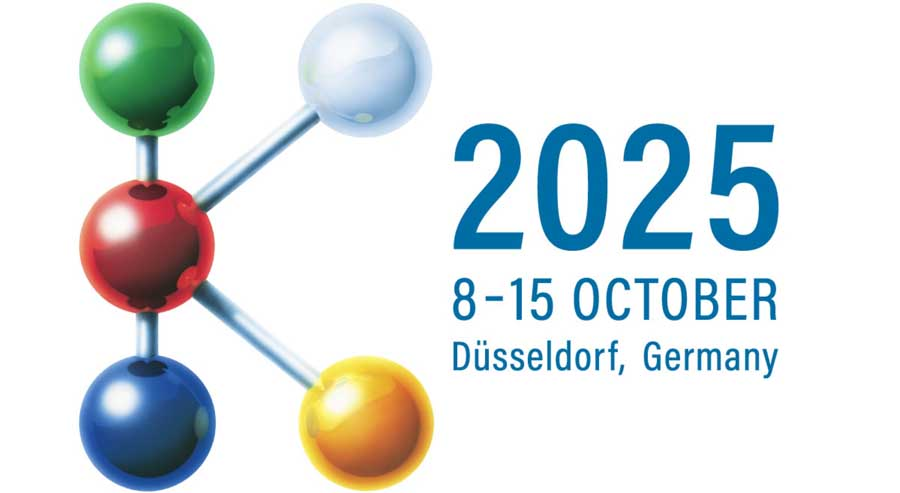 2025
8-15 OCTOBER
Düsseldorf, Germany